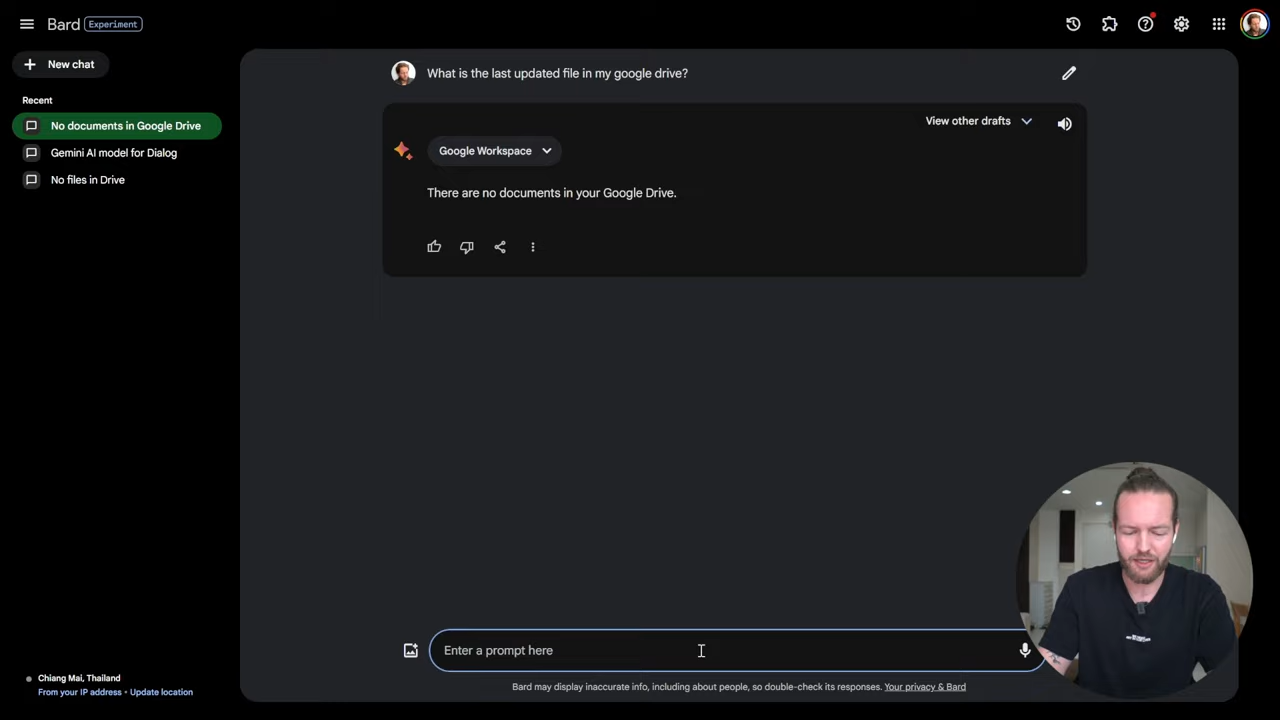 Bard Experiment
New chat
Recent
No documents in Google Drive
Gemini AI model for Dialog
No files in Drive
What is the last updated file in my google drive?
View other drafts
Google Workspace
There are no documents in your Google Drive.
Enter a prompt here
Chiang Mai, Thailand
From your IP address • Update location
Bard may display inaccurate info, including about people, so double-check its responses. Your privacy & Bard